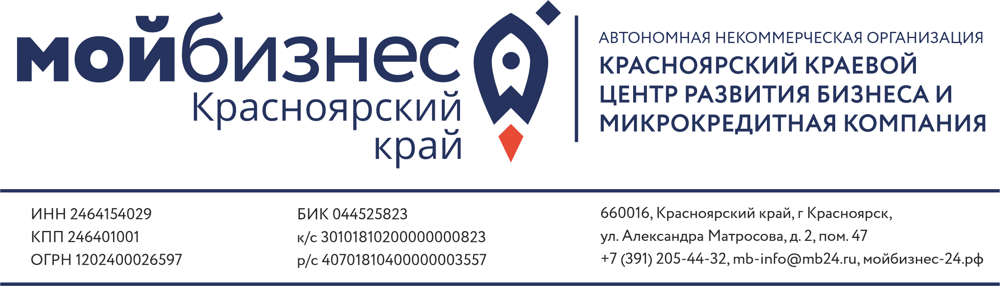 мойбизнес
Красноярский
край
АВТОНОМНАЯ НЕКОММЕРЧЕСКАЯ ОРГАНИЗАЦИЯ
КРАСНОЯРСКИЙ КРАЕВОЙ
ЦЕНТР РАЗВИТИЯ БИЗНЕСА И
МИКРОКРЕДИТНАЯ КОМПАНИЯ
ИНН 2464154029
КПП 246401001
ОГРН 1202400026597
БИК 044525823
к/с 30101810200000000823
р/с 40701810400000003557
660016, Красноярский край, г Красноярск,
ул. Александра Матросова, д. 2, пом. 47
+7 (391) 205-44-32, mb-info@mb24.ru, мойбизнес-24.рф